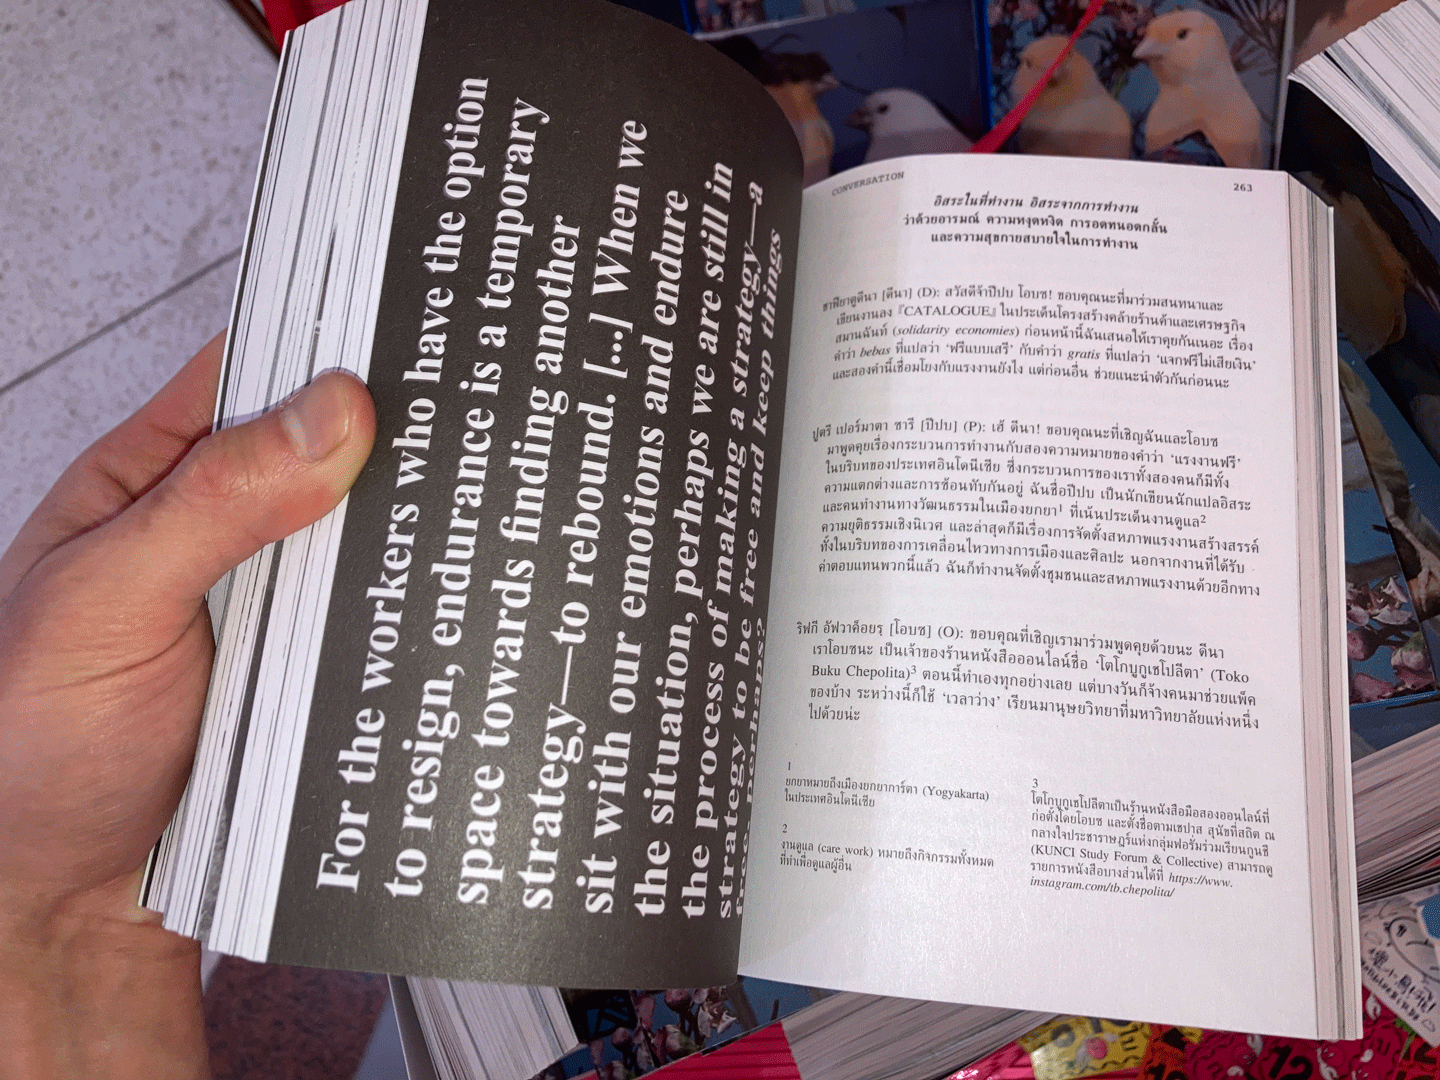 For the workers who have the option
to resign, endurance is a temporary
space towards finding another
strategy—to rebound. [...] When we
sit with our emotions and endure
the situation, perhaps we are still in
the process of making a strategy—a
strategy to be free and keep things
free, perhaps?
CONVERSATION
263
อิสระในที่ทำงาน อิสระจากการทำงาน
ว่าด้วยอารมณ์ ความหงุดหงิด การอดทนอดกลั้น
และความสุขกายสบายใจในการทำงาน
ซาฟียาตุดีนา [ดีนา] (D): สวัสดีจ้าปีปบ โอบซ! ขอบคุณนะที่มาร่วมสนทนาและ
เขียนงานลง『CATALOGUE』ในประเด็นโครงสร้างคล้ายร้านค้าและเศรษฐกิจ
สมานฉันท์ (solidarity economies) ก่อนหน้านี้ฉันเสนอให้เราคุยกันเนอะ เรื่อง
คำว่า bebas ที่แปลว่า ‘ฟรีแบบเสรี’ กับคำว่า gratis ที่แปลว่า ‘แจกฟรีไม่เสียเงิน’
และสองคำนี้เชื่อมโยงกับแรงงานยังไง แต่ก่อนอื่น ช่วยแนะนำตัวกันก่อนนะ
ปูตรี เปอร์มาตา ซารี [ปีปบ] (P): เฮ้ ดีนา! ขอบคุณนะที่เชิญฉันและโอบซ
มาพูดคุยเรื่องกระบวนการทำงานกับสองความหมายของคำว่า ‘แรงงานฟรี’
ในบริบทของประเทศอินโดนีเซีย ซึ่งกระบวนการของเราทั้งสองคนก็มีทั้ง
ความแตกต่างและการซ้อนทับกันอยู่ ฉันชื่อปีปบ เป็นนักเขียนนักแปลอิสระ
และคนทำงานทางวัฒนธรรมในเมืองยกยา¹ ที่เน้นประเด็นงานดูแล²
ความยุติธรรมเชิงนิเวศ และล่าสุดก็มีเรื่องการจัดตั้งสหภาพแรงงานสร้างสรรค์
ทั้งในบริบทของการเคลื่อนไหวทางการเมืองและศิลปะ นอกจากงานที่ได้รับ
ค่าตอบแทนพวกนี้แล้ว ฉันก็ทำงานจัดตั้งชุมชนและสหภาพแรงงานด้วยอีกทาง
ริฟกี อัฟวาค็อยรฺ [โอบซ] (O): ขอบคุณที่เชิญเรามาร่วมพูดคุยด้วยนะ ดีนา
เราโอบซนะ เป็นเจ้าของร้านหนังสือออนไลน์ชื่อ ‘โตโกบูกูเชโปลีตา’ (Toko
Buku Chepolita)³ ตอนนี้ทำเองทุกอย่างเลย แต่บางวันก็จ้างคนมาช่วยแพ็ค
ของบ้าง ระหว่างนี้ก็ใช้ ‘เวลาว่าง’ เรียนมานุษยวิทยาที่มหาวิทยาลัยแห่งหนึ่ง
ไปด้วยน่ะ
1
ยกยาหมายถึงเมืองยกยาการ์ตา (Yogyakarta)
ในประเทศอินโดนีเซีย
2
งานดูแล (care work) หมายถึงกิจกรรมทั้งหมด
ที่ทำเพื่อดูแลผู้อื่น
3
โตโกบูกูเชโปลีตาเป็นร้านหนังสือมือสองออนไลน์ที่
ก่อตั้งโดยโอบซ และตั้งชื่อตามเชปาส สุนัขที่สถิต ณ
กลางใจประชาราษฎร์แห่งกลุ่มฟอรั่มร่วมเรียนกูนชี
(KUNCI Study Forum & Collective) สามารถดู
รายการหนังสือบางส่วนได้ที่ https://www.
instagram.com/tb.chepolita/